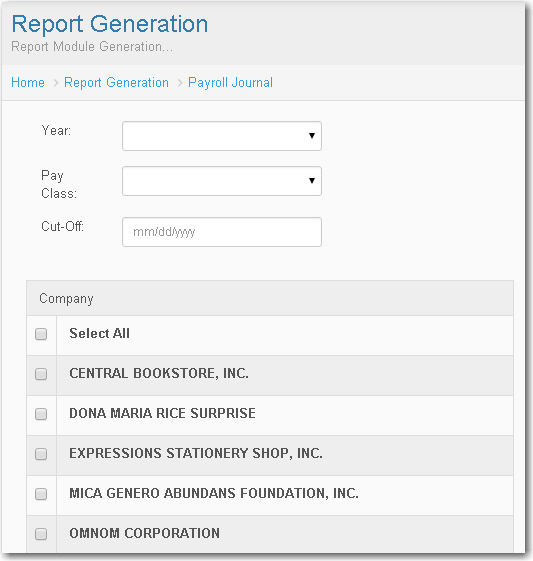 Report Generation
Report Module Generation...
Home > Report Generation > Payroll Journal
Year:
Pay
Class:
Cut-Off: mm/dd/yyyy
Company
Select All
CENTRAL BOOKSTORE, INC.
DONA MARIA RICE SURPRISE
EXPRESSIONS STATIONERY SHOP, INC.
MICA GENERO ABUNDANS FOUNDATION, INC.
OMNOM CORPORATION